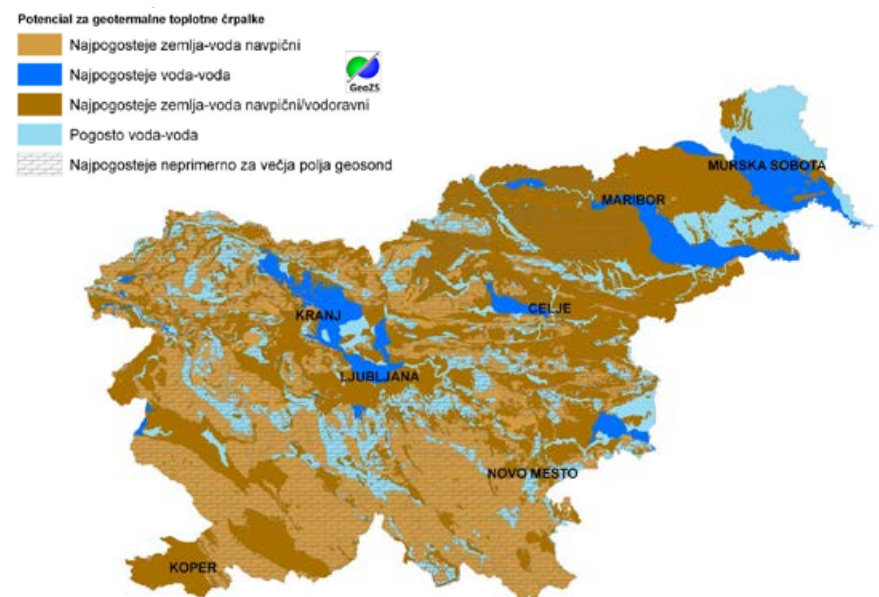 Potencial za geotermalne toplotne črpalke
Najpogosteje zemlja-voda navpični
Najpogosteje voda-voda
Najpogosteje zemlja-voda navpični/vodoravni
Pogosto voda-voda
Najpogosteje neprimerno za večja polja geosond
GeoZS
MURSKA SOBOTA
MARIBOR
CELJE
KRANJ
LJUBLJANA
NOVO MESTO
KOPER